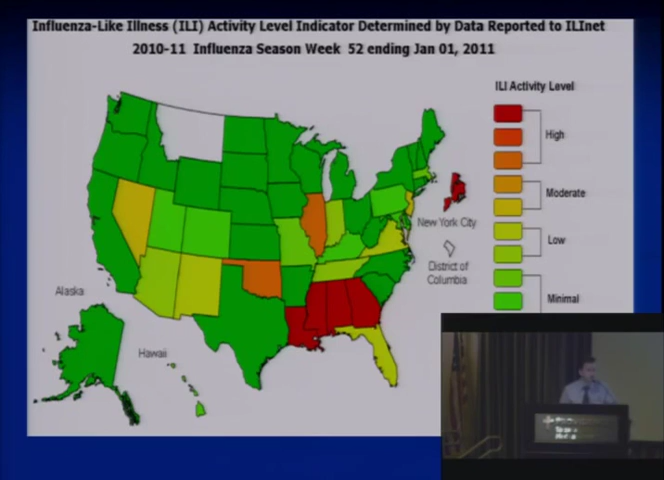 Influenza-Like Illness (ILI) Activity Level Indicator Determined by Data Reported to ILINet
2010-11 Influenza Season Week 52 ending Jan 01, 2011
ILI Activity Level
High
Moderate
Low
Minimal
New York City
District of
Columbia
Alaska
Hawaii